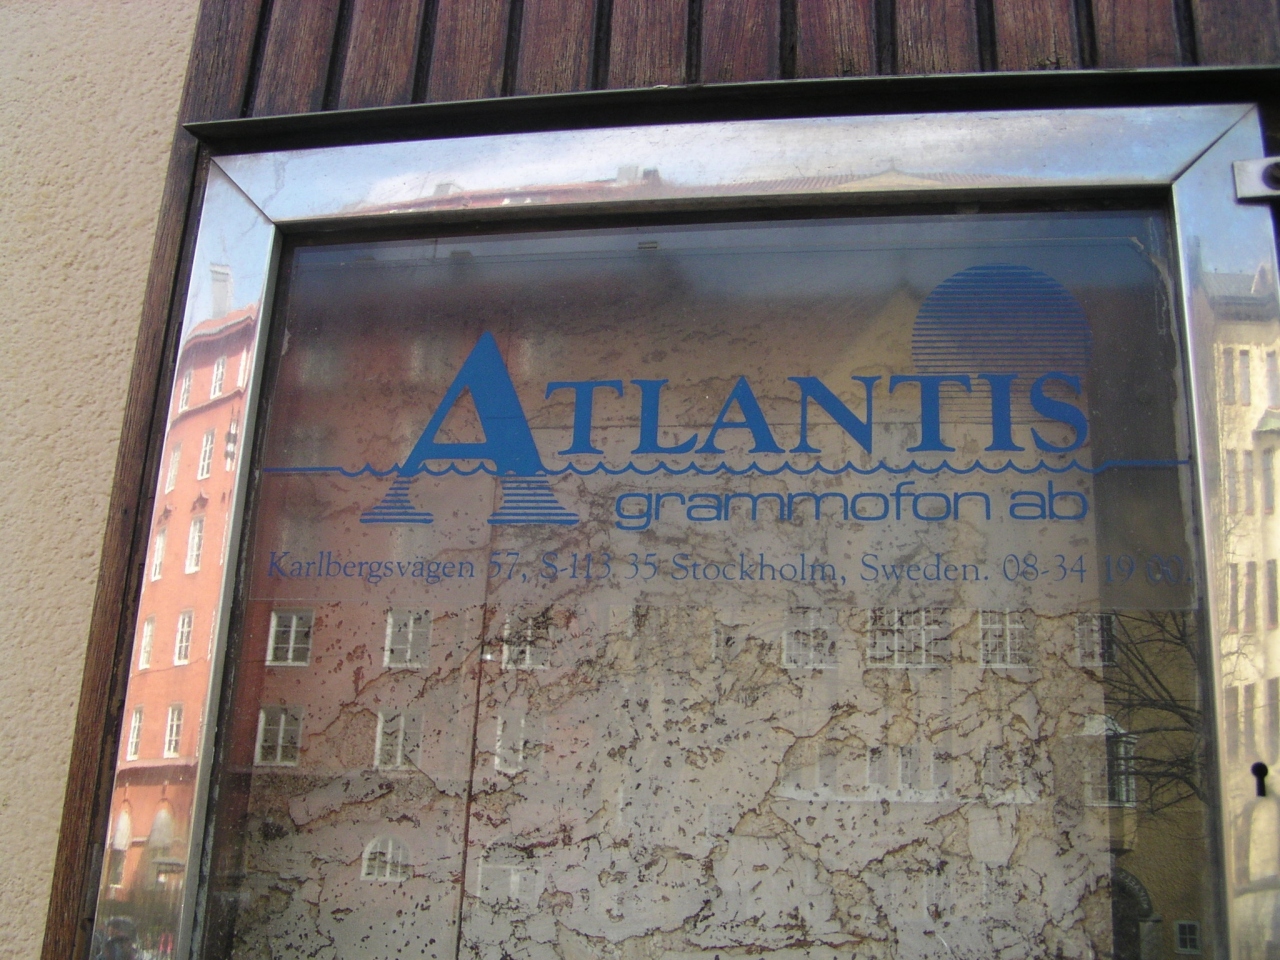 ATLANTIS
grammofon ab
Karlbergsvägen 57, S-113 35 Stockholm, Sweden. 08-34 19 00.